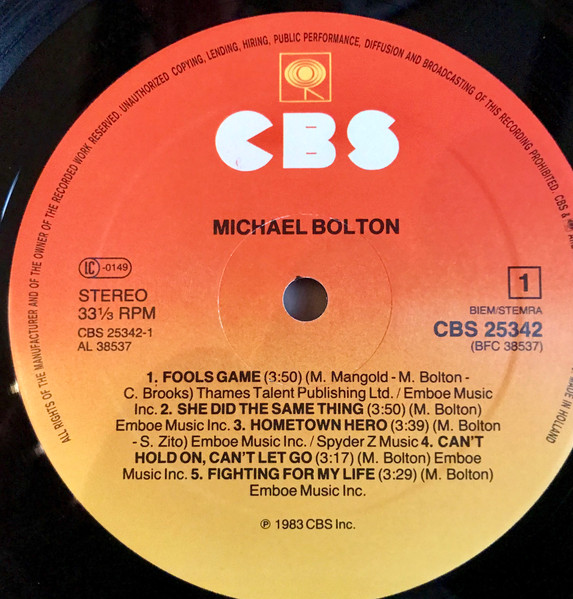 ALL RIGHTS OF THE MANUFACTURER AND OF THE OWNER OF THE RECORDED WORK RESERVED. UNAUTHORIZED COPYING, LENDING, HIRING, PUBLIC PERFORMANCE, DIFFUSION AND BROADCASTING OF THIS RECORDING PROHIBITED. CBS &
MADE IN HOLLAND
CBS
MICHAEL BOLTON
LC-0149
STEREO
33⅓ RPM
CBS 25342-1
AL 38537
1
BIEM/STEMRA
CBS 25342
(BFC 38537)
1. FOOLS GAME (3:50) (M. Mangold - M. Bolton -
C. Brooks) Thames Talent Publishing Ltd. / Emboe Music
Inc. 2. SHE DID THE SAME THING (3:50) (M. Bolton)
Emboe Music Inc. 3. HOMETOWN HERO (3:39) (M. Bolton
- S. Zito) Emboe Music Inc. / Spyder Z Music 4. CAN'T
HOLD ON, CAN'T LET GO (3:17) (M. Bolton) Emboe
Music Inc. 5. FIGHTING FOR MY LIFE (3:29) (M. Bolton)
Emboe Music Inc.
℗ 1983 CBS Inc.